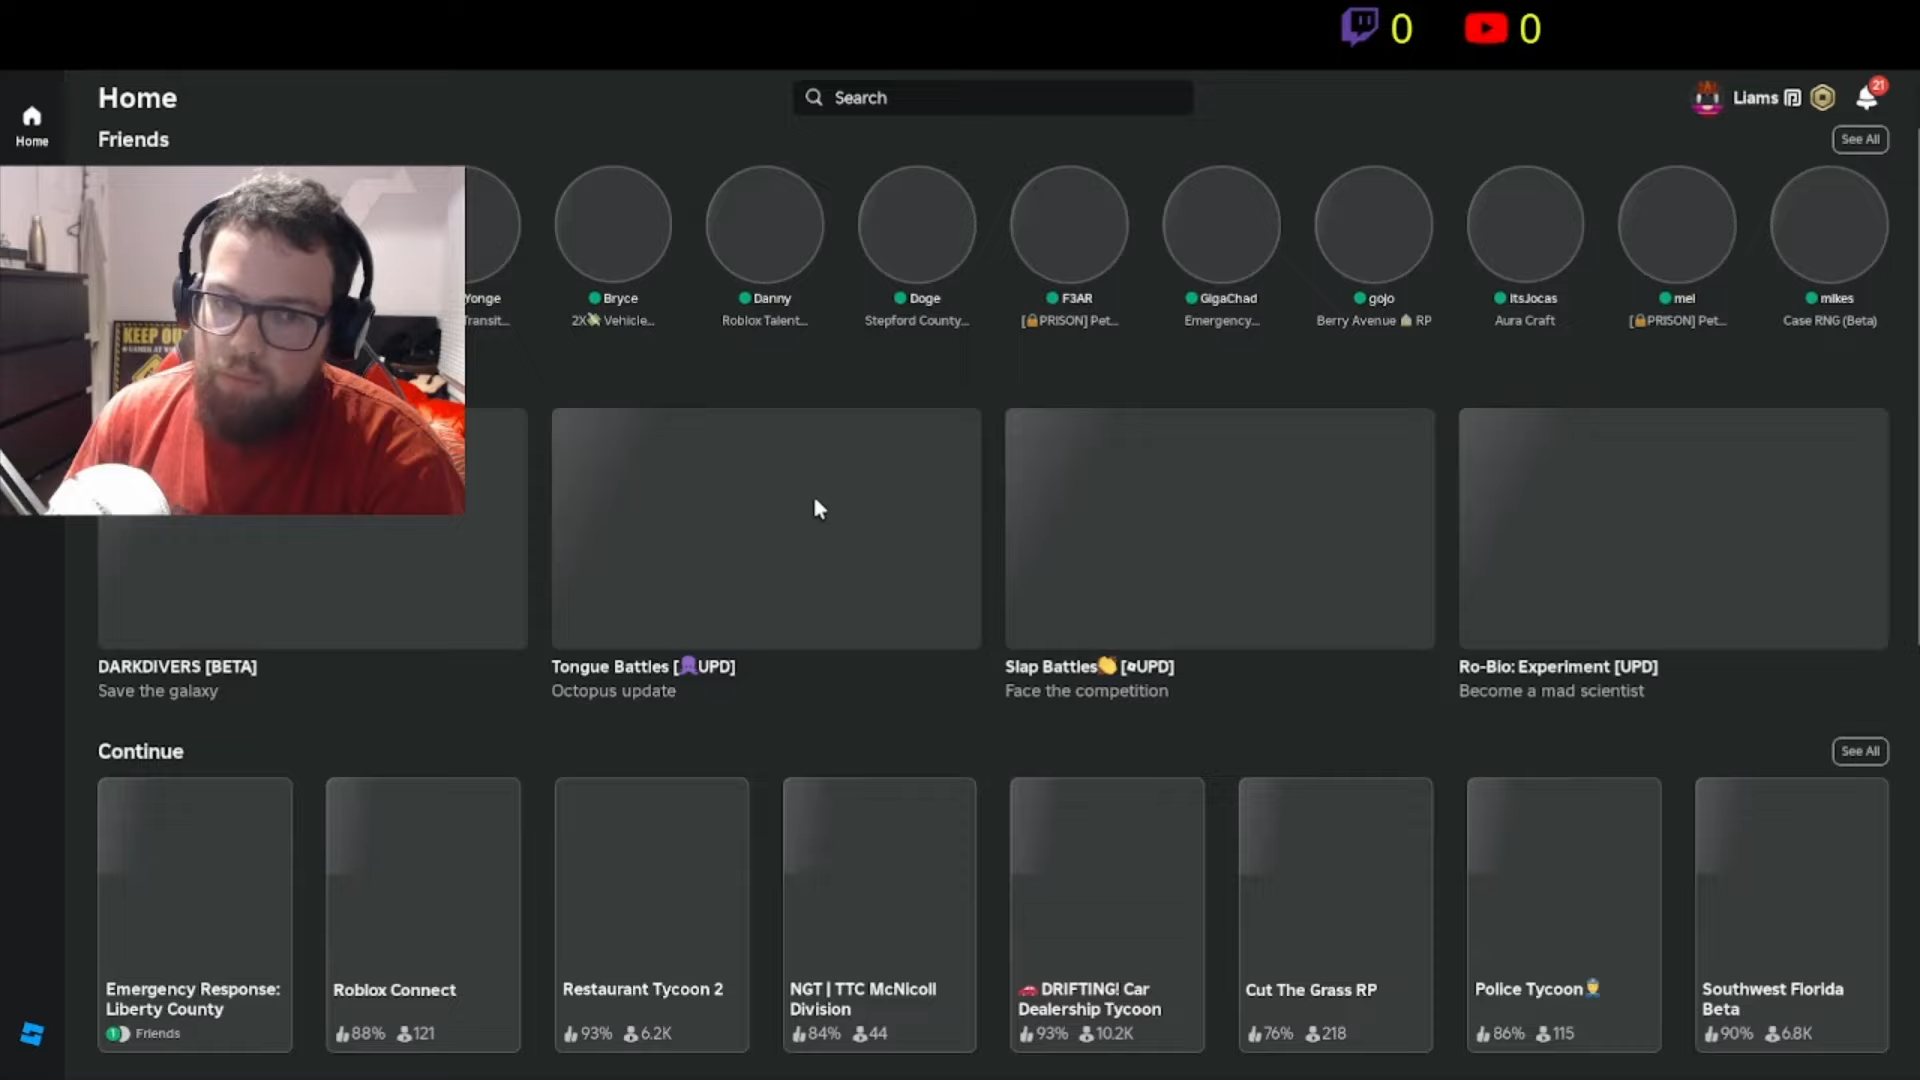 0 0
Home
Search
Liams
21
Home
Friends
See All
KEEP OU
Yonge
Bryce
Danny
Doge
F3AR
GigaChad
gojo
ItsJocas
mel
mikes
Transit...
2X💸 Vehicle...
Roblox Talent...
Stepford County...
[🔒PRISON] Pet...
Emergency...
Berry Avenue 🏠 RP
Aura Craft
[🔒PRISON] Pet...
Case RNG (Beta)
DARKDIVERS [BETA]
Save the galaxy
Tongue Battles [🐙UPD]
Octopus update
Slap Battles👏 [UPD]
Face the competition
Ro-Bio: Experiment [UPD]
Become a mad scientist
Continue
See All
Emergency Response:
Liberty County
1 Friends
Roblox Connect
88% 121
Restaurant Tycoon 2
93% 6.2K
NGT | TTC McNicoll
Division
84% 44
🚗 DRIFTING! Car
Dealership Tycoon
93% 10.2K
Cut The Grass RP
76% 218
Police Tycoon👮
86% 115
Southwest Florida
Beta
90% 6.8K